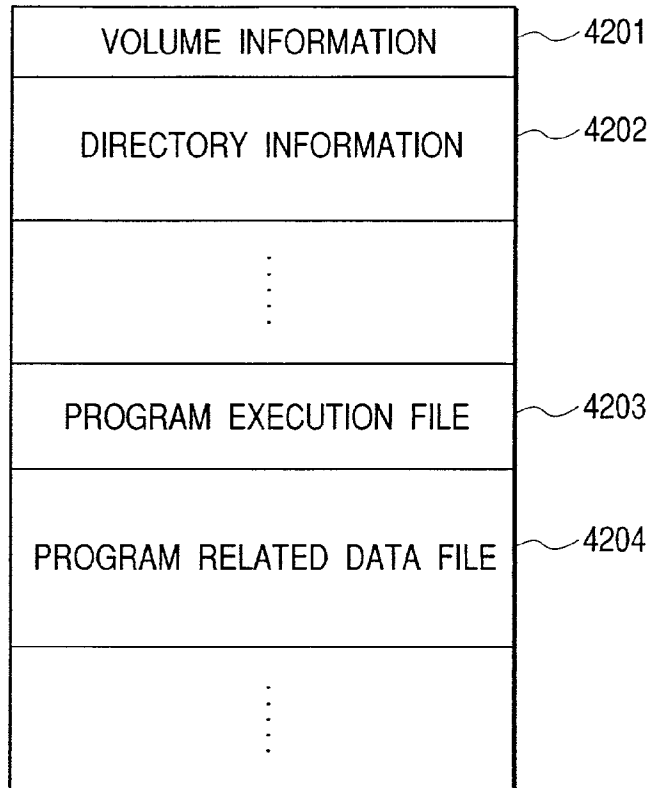 VOLUME INFORMATION 4201
DIRECTORY INFORMATION 4202
PROGRAM EXECUTION FILE 4203
PROGRAM RELATED DATA FILE 4204